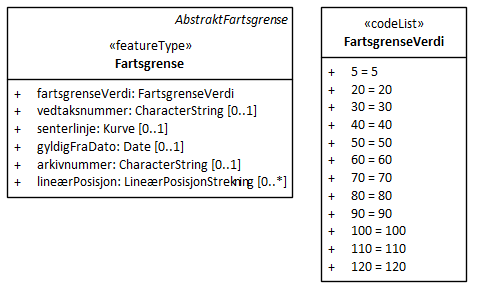 AbstraktFartsgrense
«featureType»
Fartsgrense
+ fartsgrenseVerdi: FartsgrenseVerdi
+ vedtaksnummer: CharacterString [0..1]
+ senterlinje: Kurve [0..1]
+ gyldigFraDato: Date [0..1]
+ arkivnummer: CharacterString [0..1]
+ lineærPosisjon: LineærPosisjonStrekning [0..*]
«codeList»
FartsgrenseVerdi
+ 5 = 5
+ 20 = 20
+ 30 = 30
+ 40 = 40
+ 50 = 50
+ 60 = 60
+ 70 = 70
+ 80 = 80
+ 90 = 90
+ 100 = 100
+ 110 = 110
+ 120 = 120